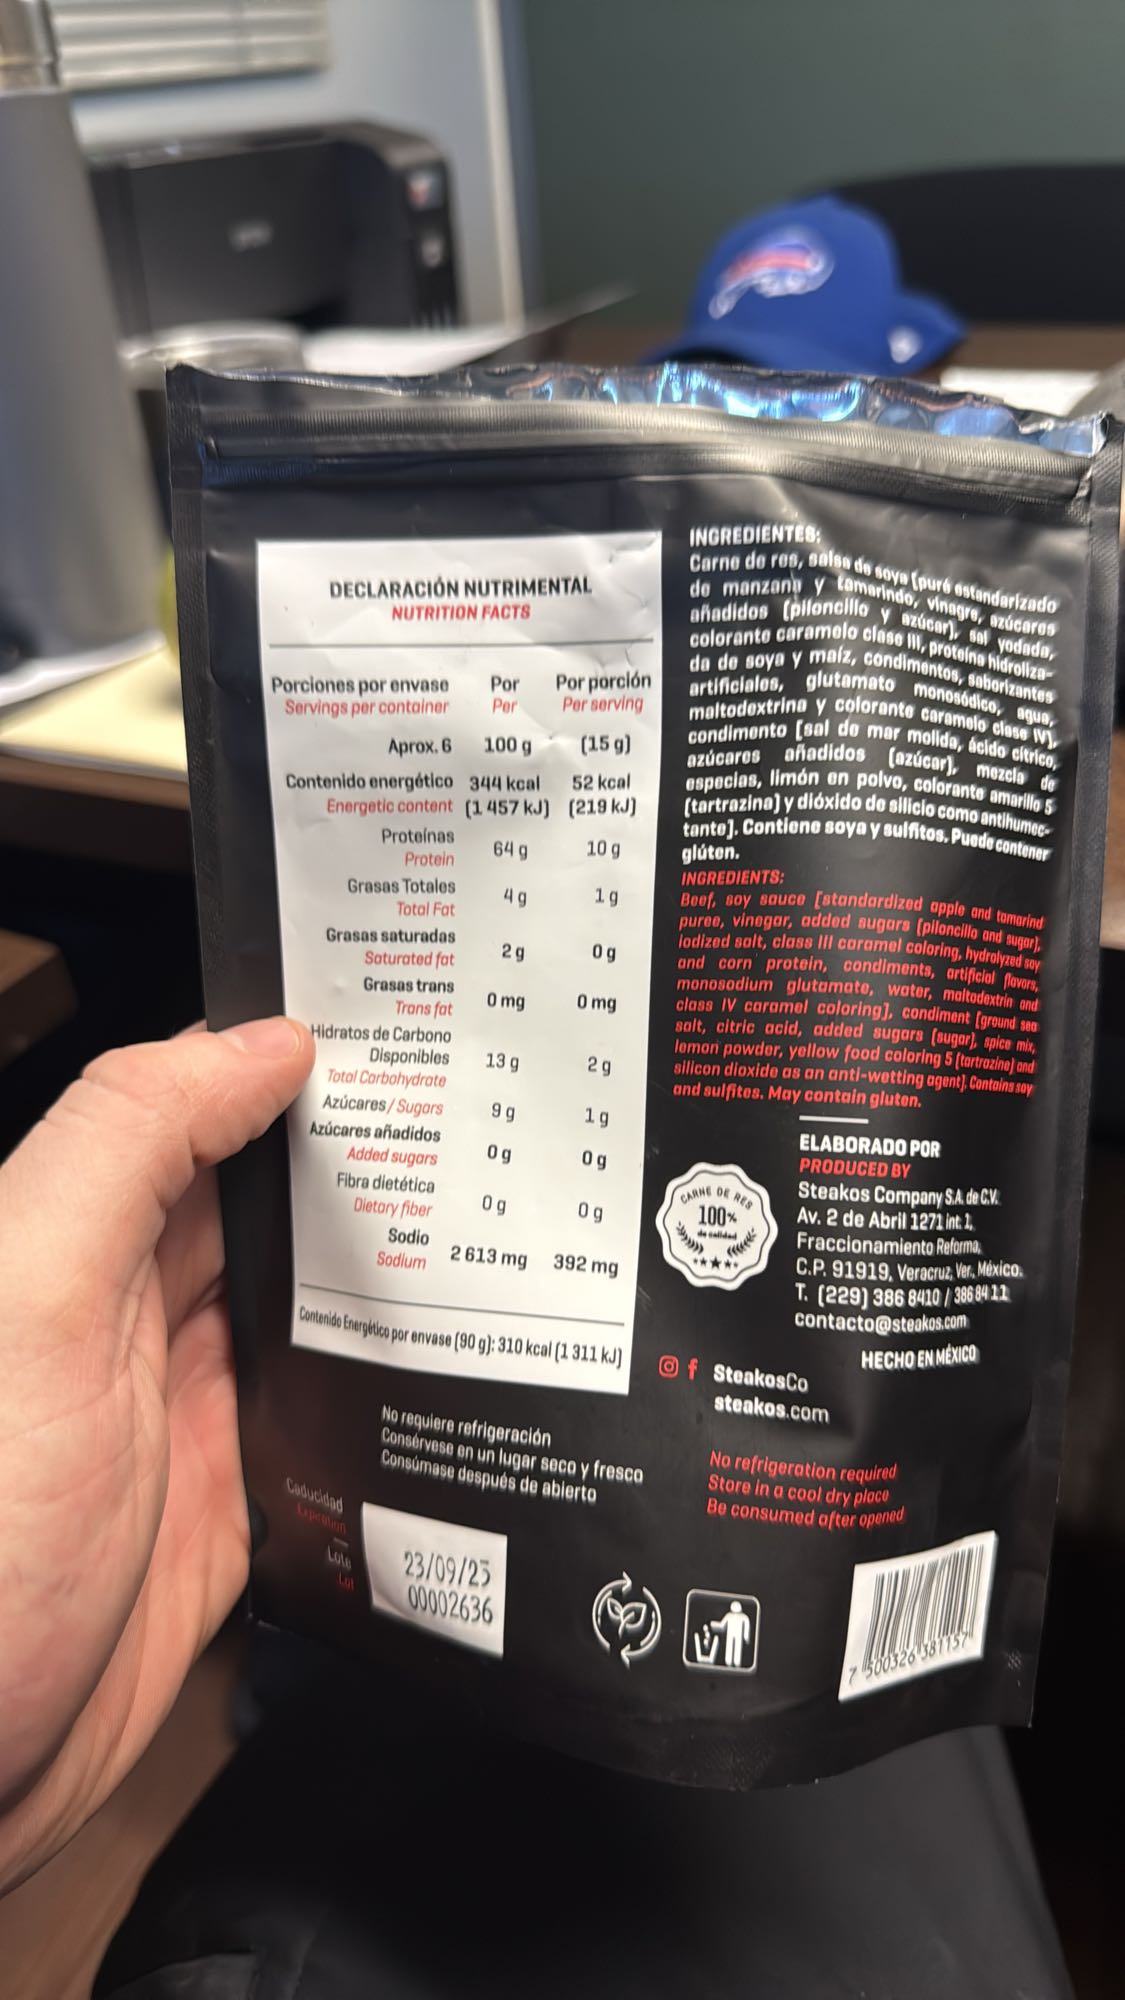 DECLARACIÓN NUTRIMENTAL
NUTRITION FACTS
Porciones por envase Por Por porción
Servings per container Per Per serving
Aprox. 6 100 g (15 g)
Contenido energético 344 kcal 52 kcal
Energetic content (1 457 kJ) (219 kJ)
Proteínas
Protein 64 g 10 g
Grasas Totales
Total Fat 4 g 1 g
Grasas saturadas
Saturated fat 2 g 0 g
Grasas trans
Trans fat 0 mg 0 mg
Hidratos de Carbono
Disponibles 13 g 2 g
Total Carbohydrate
Azúcares / Sugars 9 g 1 g
Azúcares añadidos
Added sugars 0 g 0 g
Fibra dietética
Dietary fiber 0 g 0 g
Sodio
Sodium 2 613 mg 392 mg
Contenido Energético por envase (90 g): 310 kcal (1 311 kJ)
INGREDIENTES:
Carne de res, salsa de soya [puré estandarizado
de manzana y tamarindo, vinagre, azúcares
añadidos (piloncillo y azúcar), sal yodada,
colorante caramelo clase III, proteína hidroliza-
da de soya y maíz, condimentos, saborizantes
artificiales, glutamato monosódico, agua,
maltodextrina y colorante caramelo clase IV],
condimento [sal de mar molida, ácido cítrico,
azúcares añadidos (azúcar), mezcla de
especias, limón en polvo, colorante amarillo 5
(tartrazina) y dióxido de silicio como antihumec-
tante]. Contiene soya y sulfitos. Puede contener
glúten.
INGREDIENTS:
Beef, soy sauce [standardized apple and tamarind
puree, vinegar, added sugars (piloncillo and sugar),
iodized salt, class III caramel coloring, hydrolyzed soy
and corn protein, condiments, artificial flavors,
monosodium glutamate, water, maltodextrin and
class IV caramel coloring], condiment [ground sea
salt, citric acid, added sugars (sugar), spice mix,
lemon powder, yellow food coloring 5 (tartrazine) and
silicon dioxide as an anti-wetting agent]. Contains soy
and sulfites. May contain gluten.
CARNE DE RES
100%
de calidad
ELABORADO POR
PRODUCED BY
Steakos Company S.A. de C.V.
Av. 2 de Abril 1271 int. 1,
Fraccionamiento Reforma,
C.P. 91919, Veracruz, Ver., México.
T. (229) 386 8410 / 386 84 11
contacto@steakos.com
HECHO EN MÉXICO
SteakosCo
steakos.com
No requiere refrigeración
Consérvese en un lugar seco y fresco
Consúmase después de abierto
No refrigeration required
Store in a cool dry place
Be consumed after opened
Caducidad
Expiration
Lote
Lot
23/09/25
00002636
7 500326 381157